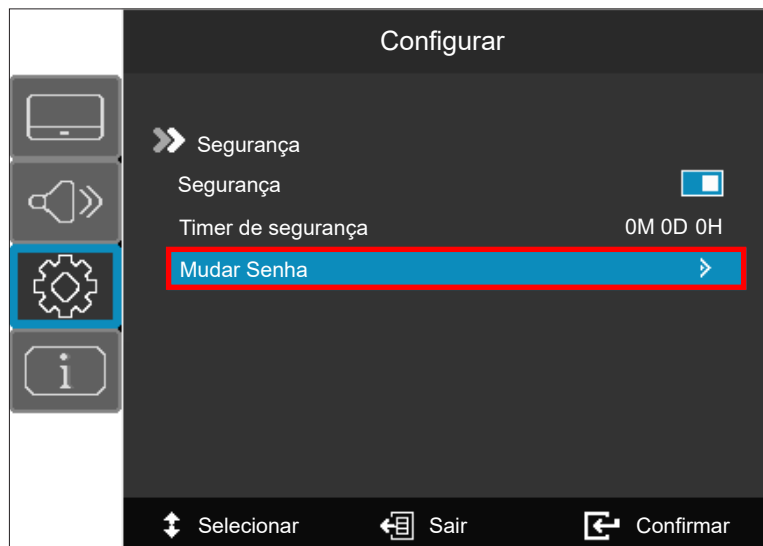 Configurar
Segurança
Segurança
Timer de segurança 0M 0D 0H
Mudar Senha
i
Selecionar Sair Confirmar